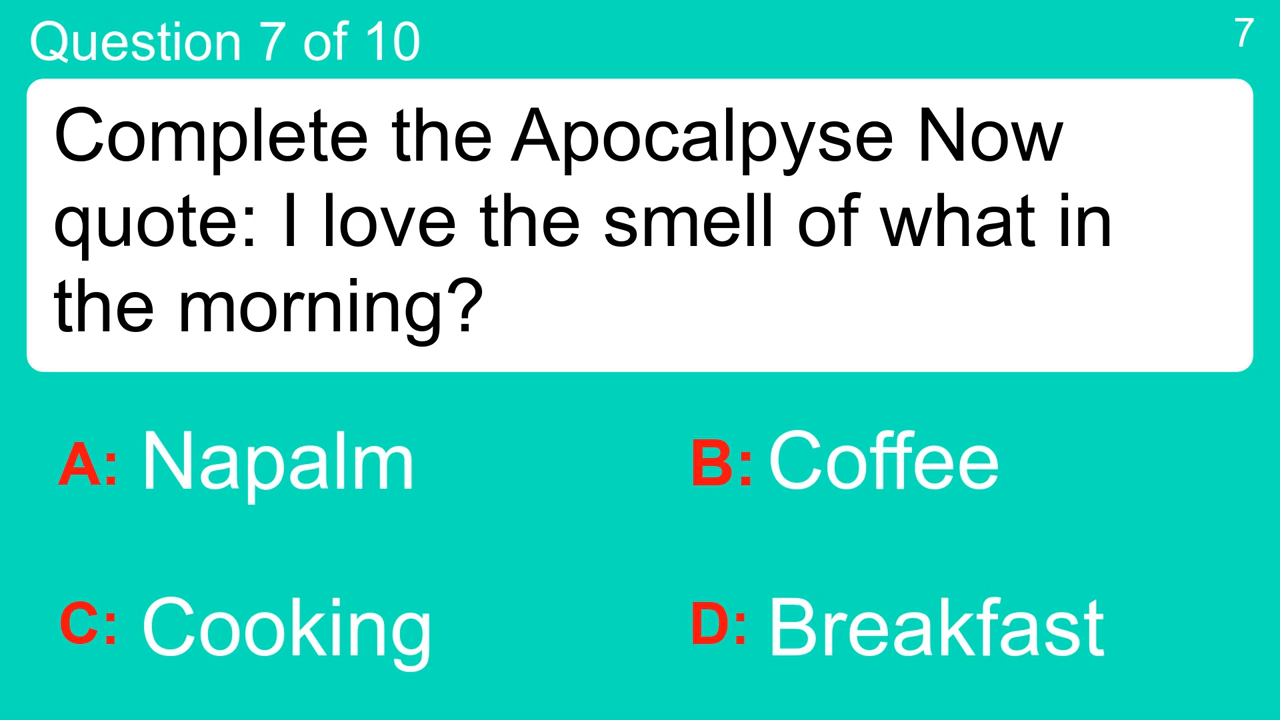 Question 7 of 10
7
Complete the Apocalpyse Now
quote: I love the smell of what in
the morning?
A: Napalm
B: Coffee
C: Cooking
D: Breakfast